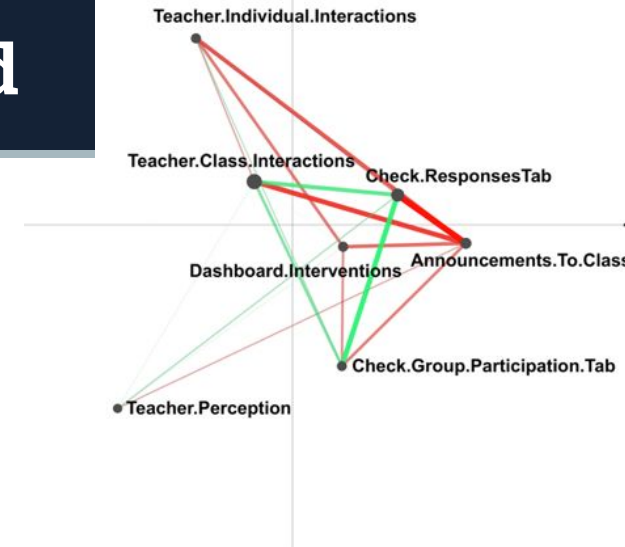 d
Teacher.Individual.Interactions
Teacher.Class.Interactions
Check.ResponsesTab
Dashboard.Interventions
Announcements.To.Class
Check.Group.Participation.Tab
Teacher.Perception